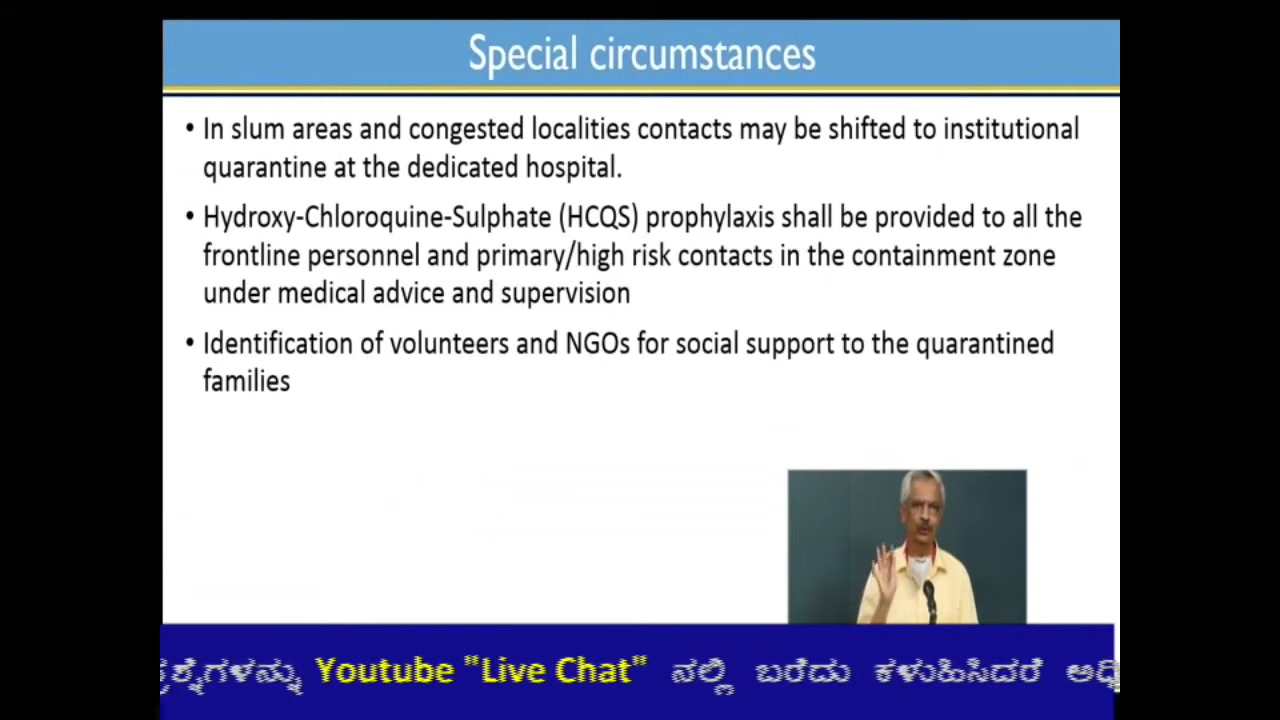 Special circumstances
• In slum areas and congested localities contacts may be shifted to institutional
quarantine at the dedicated hospital.
• Hydroxy-Chloroquine-Sulphate (HCQS) prophylaxis shall be provided to all the
frontline personnel and primary/high risk contacts in the containment zone
under medical advice and supervision
• Identification of volunteers and NGOs for social support to the quarantined
families
Youtube "Live Chat" ನಲ್ಲಿ ಬರೆದು ಕಳುಹಿಸಿದರೆ